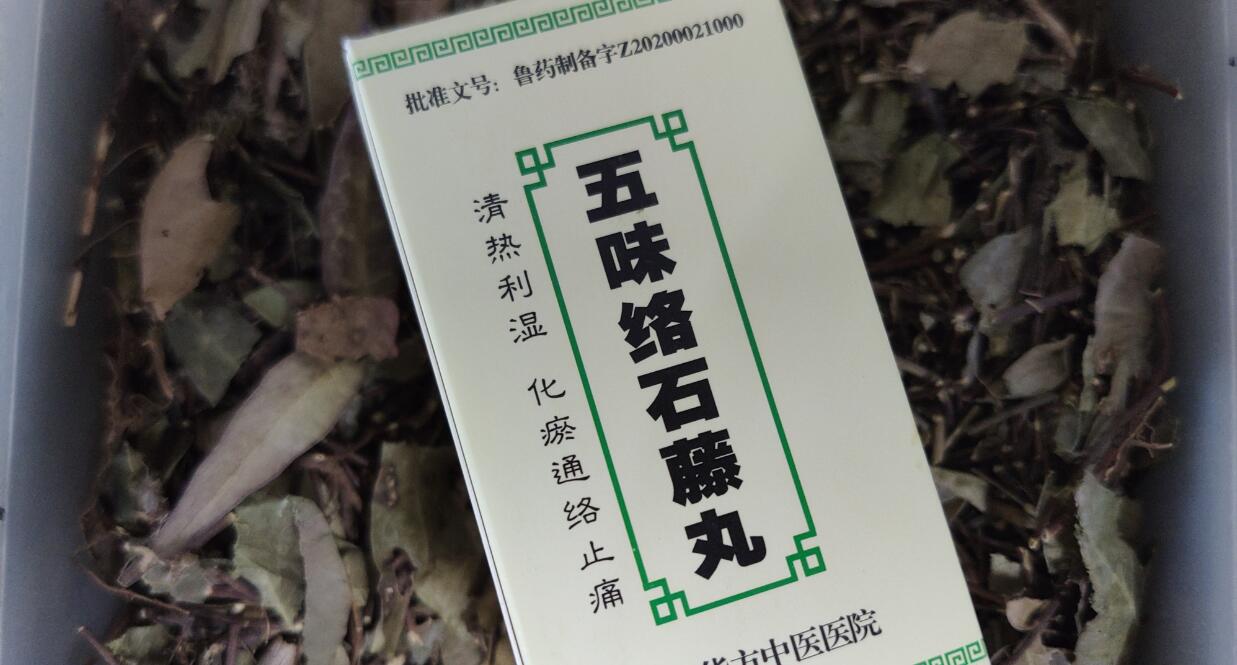 批准文号：鲁药制备字Z20200021000
五味络石藤丸
清热利湿 化瘀通络止痛
方中医医院